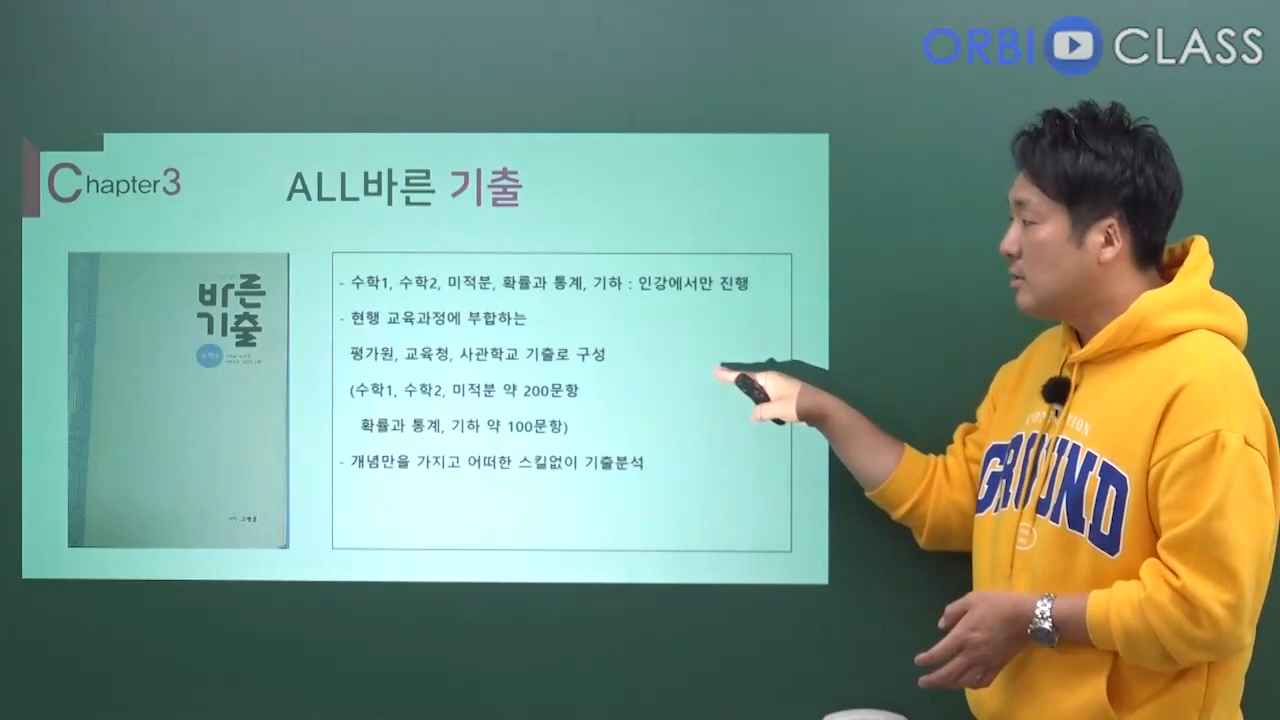 ORBI CLASS
Chapter3
ALL바른 기출
바른
기출
수학2
- 수학1, 수학2, 미적분, 확률과 통계, 기하 : 인강에서만 진행
- 현행 교육과정에 부합하는
평가원, 교육청, 사관학교 기출로 구성
(수학1, 수학2, 미적분 약 200문항
확률과 통계, 기하 약 100문항)
- 개념만을 가지고 어떠한 스킬없이 기출분석
GROUND